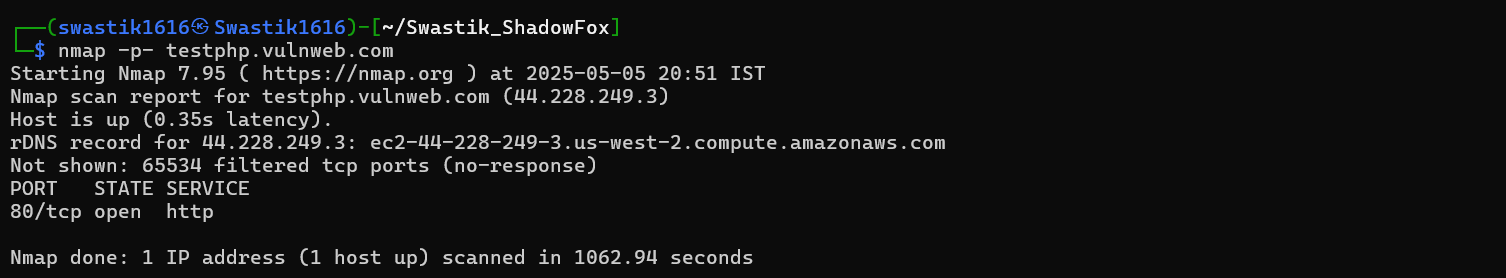 ┌──(swastik1616㉿Swastik1616)-[~/Swastik_ShadowFox]
└─$ nmap -p- testphp.vulnweb.com
Starting Nmap 7.95 ( https://nmap.org ) at 2025-05-05 20:51 IST
Nmap scan report for testphp.vulnweb.com (44.228.249.3)
Host is up (0.35s latency).
rDNS record for 44.228.249.3: ec2-44-228-249-3.us-west-2.compute.amazonaws.com
Not shown: 65534 filtered tcp ports (no-response)
PORT   STATE SERVICE
80/tcp open  http
Nmap done: 1 IP address (1 host up) scanned in 1062.94 seconds